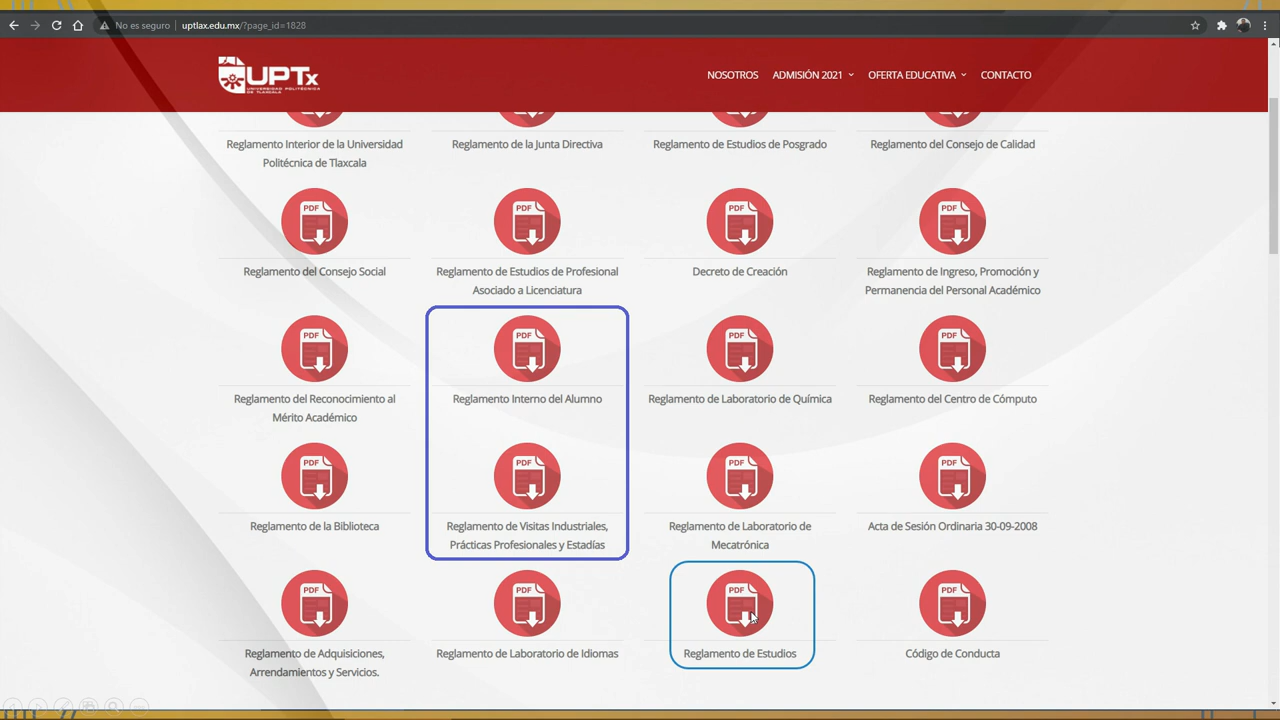 No es seguro | uptlax.edu.mx/?page_id=1828
UPTx
UNIVERSIDAD POLITÉCNICA
DE TLAXCALA
NOSOTROS
ADMISIÓN 2021
OFERTA EDUCATIVA
CONTACTO
Reglamento Interior de la Universidad
Politécnica de Tlaxcala
Reglamento de la Junta Directiva
Reglamento de Estudios de Posgrado
Reglamento del Consejo de Calidad
PDF
PDF
PDF
PDF
Reglamento del Consejo Social
Reglamento de Estudios de Profesional
Asociado a Licenciatura
Decreto de Creación
Reglamento de Ingreso, Promoción y
Permanencia del Personal Académico
PDF
PDF
PDF
PDF
Reglamento del Reconocimiento al
Mérito Académico
Reglamento Interno del Alumno
Reglamento de Laboratorio de Química
Reglamento del Centro de Cómputo
PDF
PDF
PDF
PDF
Reglamento de la Biblioteca
Reglamento de Visitas Industriales,
Prácticas Profesionales y Estadías
Reglamento de Laboratorio de
Mecatrónica
Acta de Sesión Ordinaria 30-09-2008
PDF
PDF
PDF
PDF
Reglamento de Adquisiciones,
Arrendamientos y Servicios.
Reglamento de Laboratorio de Idiomas
Reglamento de Estudios
Código de Conducta